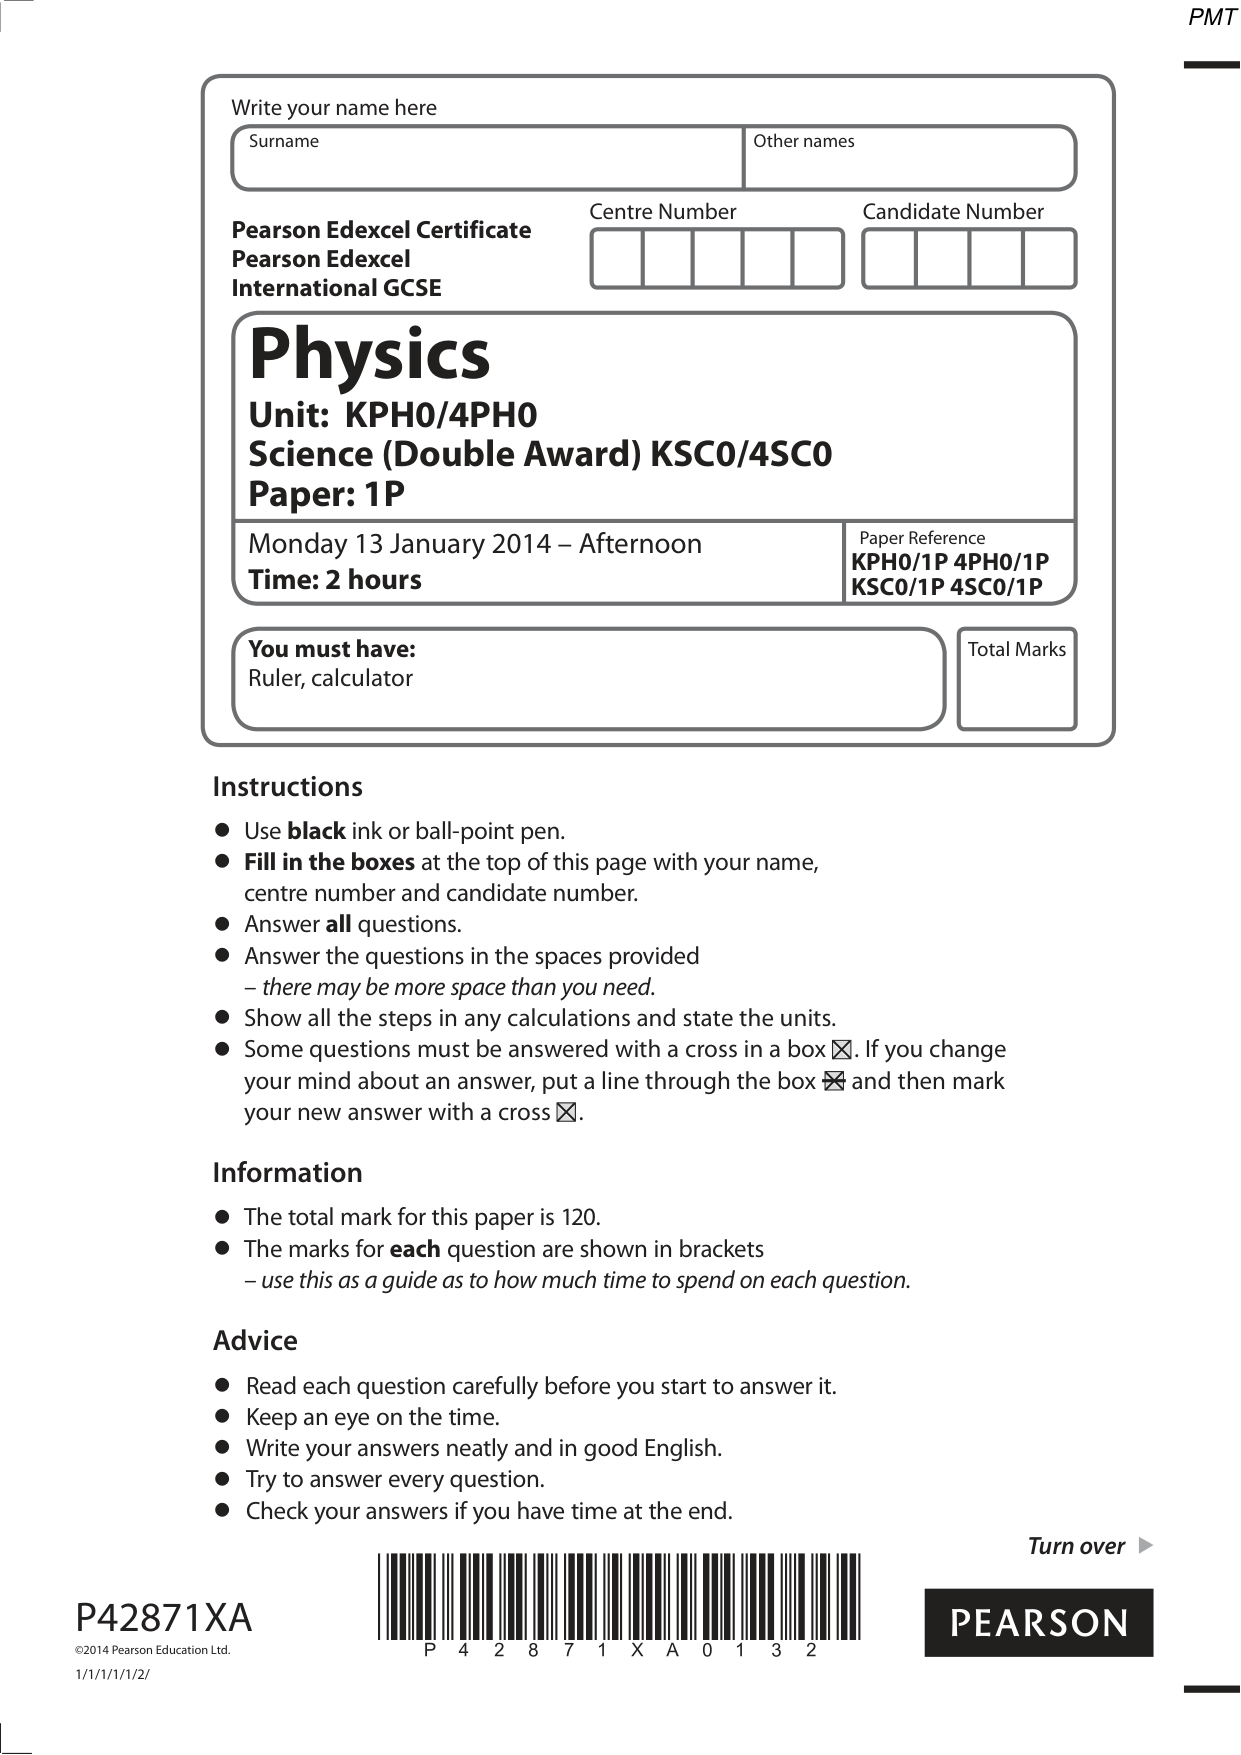 PMT
Write your name here
Surname
Other names
Centre Number
Candidate Number
Pearson Edexcel Certificate
Pearson Edexcel
International GCSE
Physics
Unit: KPH0/4PH0
Science (Double Award) KSC0/4SC0
Paper: 1P
Monday 13 January 2014 – Afternoon
Time: 2 hours
Paper Reference
KPH0/1P 4PH0/1P
KSC0/1P 4SC0/1P
You must have:
Ruler, calculator
Total Marks
Instructions
● Use black ink or ball-point pen.
● Fill in the boxes at the top of this page with your name,
centre number and candidate number.
● Answer all questions.
● Answer the questions in the spaces provided
– there may be more space than you need.
● Show all the steps in any calculations and state the units.
● Some questions must be answered with a cross in a box ☒. If you change
your mind about an answer, put a line through the box ☒ and then mark
your new answer with a cross ☒.
Information
● The total mark for this paper is 120.
● The marks for each question are shown in brackets
– use this as a guide as to how much time to spend on each question.
Advice
● Read each question carefully before you start to answer it.
● Keep an eye on the time.
● Write your answers neatly and in good English.
● Try to answer every question.
● Check your answers if you have time at the end.
Turn over
P42871XA
©2014 Pearson Education Ltd.
1/1/1/1/1/2/
P 4 2 8 7 1 X A 0 1 3 2
PEARSON